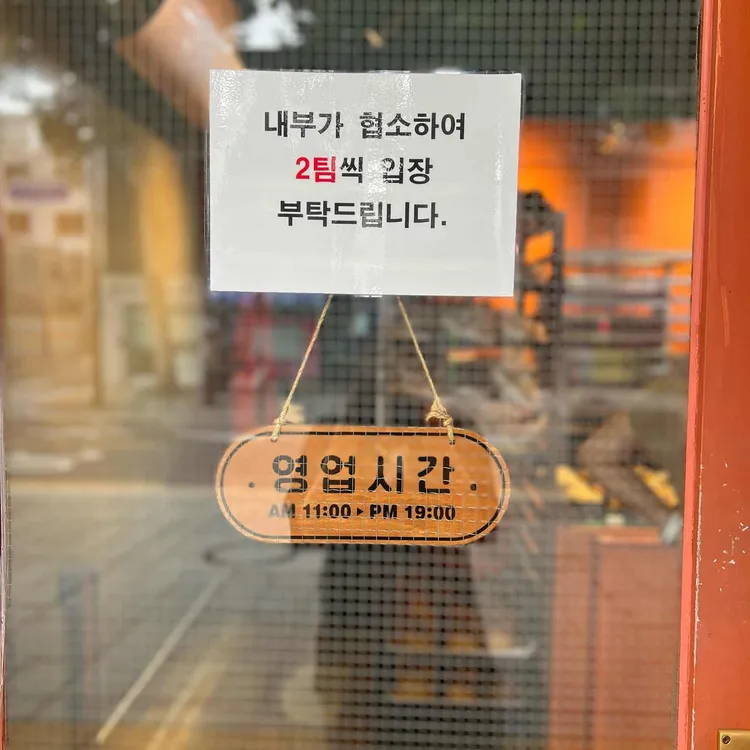 내부가 협소하여
2팀씩 입장
부탁드립니다.
· 영업시간 ·
AM 11:00 ▶ PM 19:00